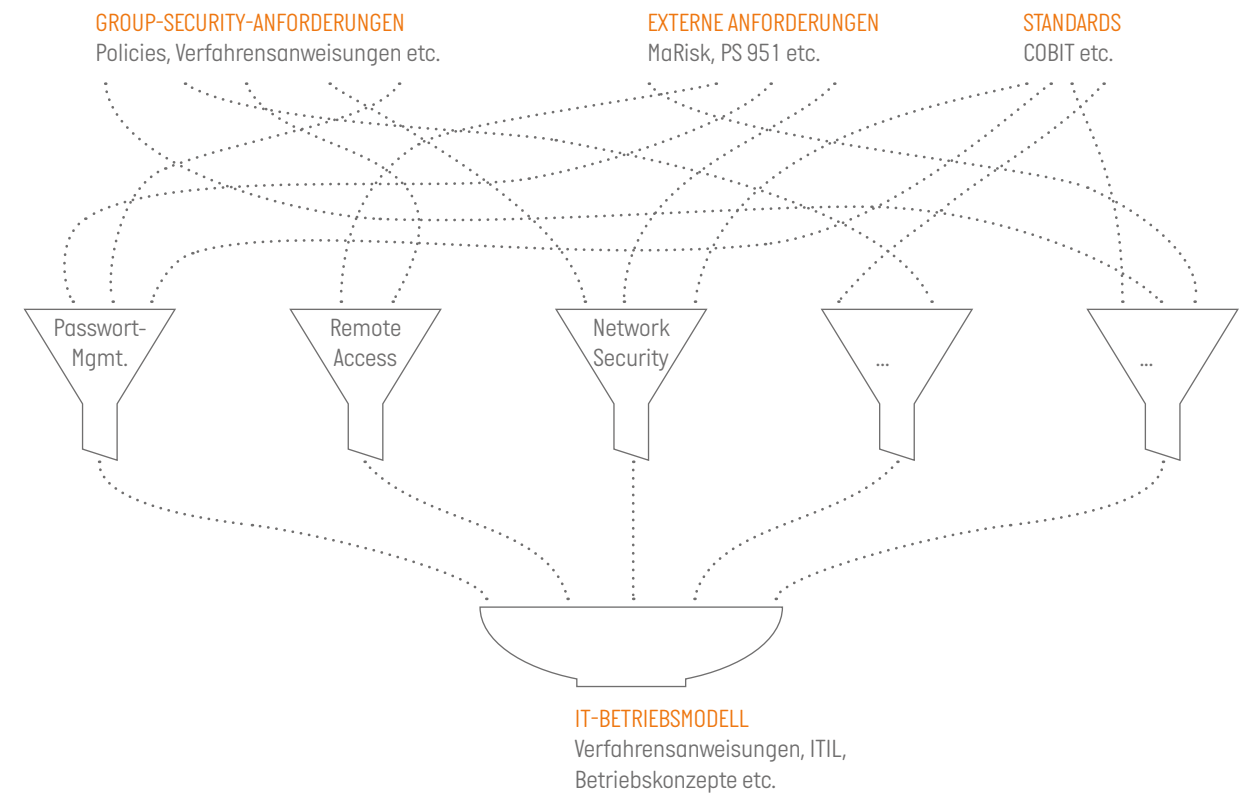 GROUP-SECURITY-ANFORDERUNGEN
Policies, Verfahrensanweisungen etc.
EXTERNE ANFORDERUNGEN
MaRisk, PS 951 etc.
STANDARDS
COBIT etc.
Passwort-
Mgmt.
Remote
Access
Network
Security
...
...
IT-BETRIEBSMODELL
Verfahrensanweisungen, ITIL,
Betriebskonzepte etc.